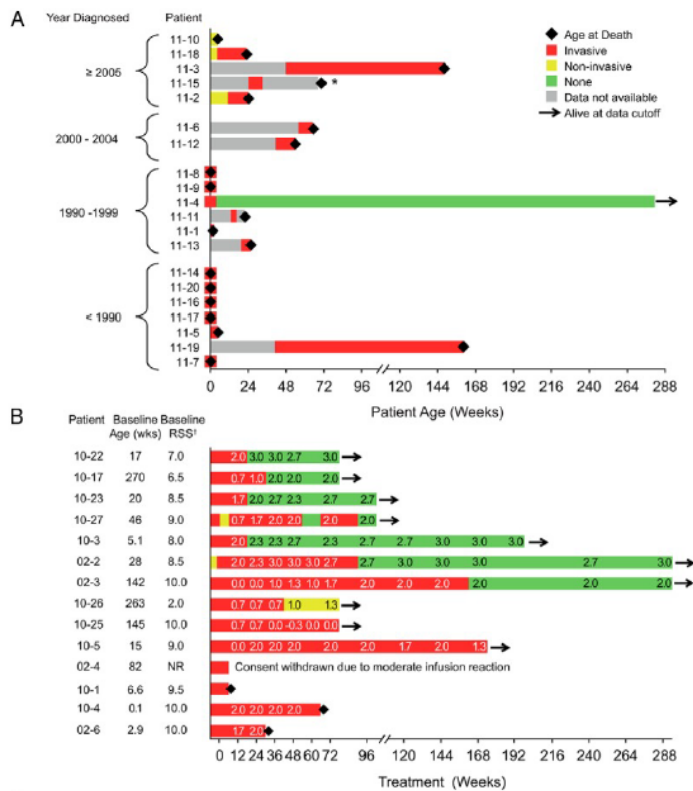 A
Year Diagnosed Patient
≥ 2005
11-10
11-18
11-3
11-15 *
11-2
2000 - 2004
11-6
11-12
1990 -1999
11-8
11-9
11-4
11-11
11-1
11-13
< 1990
11-14
11-20
11-16
11-17
11-5
11-19
11-7
Age at Death
Invasive
Non-invasive
None
Data not available
Alive at data cutoff
0 24 48 72 96 120 144 168 192 216 240 264 288
Patient Age (Weeks)
B
Patient Baseline Age (wks) Baseline RSS†
10-22 17 7.0 2.0 3.0 3.0 2.7 3.0
10-17 270 6.5 0.7 1.0 2.0 2.0 2.0
10-23 20 8.5 1.7 2.0 2.7 2.3 2.7 2.7
10-27 46 9.0 0.7 1.7 2.0 2.0 2.0 2.0
10-3 5.1 8.0 2.0 2.3 2.3 2.7 2.3 2.7 2.7 3.0 3.0 3.0
02-2 28 8.5 2.0 2.3 3.0 3.0 3.0 2.7 2.7 3.0 3.0 3.0 2.7 3.0
02-3 142 10.0 0.0 0.0 1.0 1.3 1.0 1.7 2.0 2.0 2.0 2.0 2.0 2.0 2.0
10-26 263 2.0 0.7 0.7 0.7 1.0 1.3
10-25 145 10.0 0.7 0.7 0.0 -0.3 0.0 0.0
10-5 15 9.0 0.0 2.0 2.0 2.0 2.0 2.0 2.0 1.7 2.0 1.3
02-4 82 NR Consent withdrawn due to moderate infusion reaction
10-1 6.6 9.5
10-4 0.1 10.0 2.0 2.0 2.0 2.0
02-6 2.9 10.0 1.7 2.0
0 12 24 36 48 60 72 96 120 144 168 192 216 240 264 288
Treatment (Weeks)